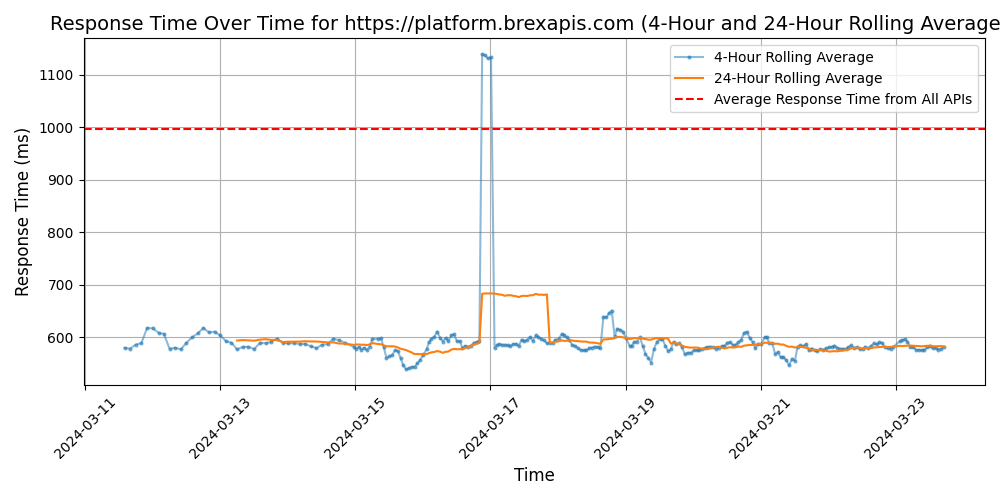 Response Time Over Time for https://platform.brexapis.com (4-Hour and 24-Hour Rolling Average
4-Hour Rolling Average
24-Hour Rolling Average
Average Response Time from All APIs
Response Time (ms)
1100
1000
900
800
700
600
2024-03-11
2024-03-13
2024-03-15
2024-03-17
2024-03-19
2024-03-21
2024-03-23
Time